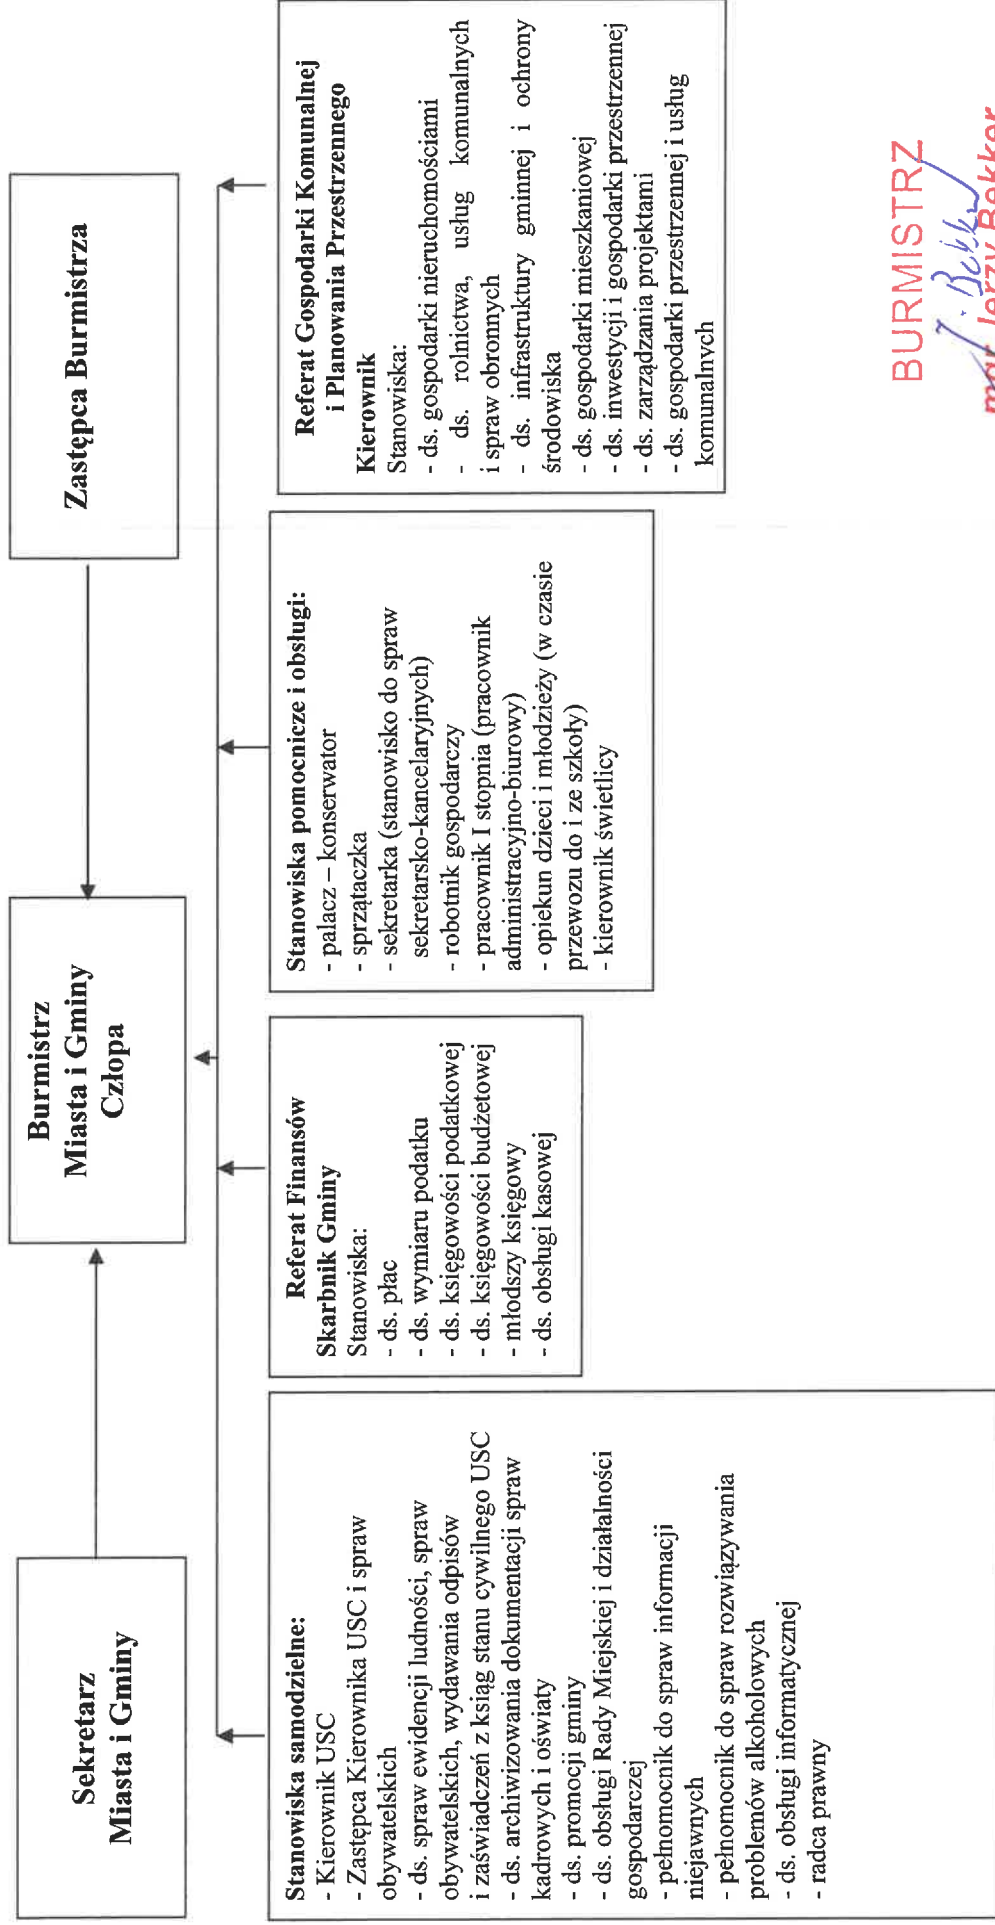 Sekretarz
Miasta i Gminy
Burmistrz
Miasta i Gminy
Człopa
Zastępca Burmistrza
Stanowiska samodzielne:
- Kierownik USC
- Zastępca Kierownika USC i spraw
obywatelskich
- ds. spraw ewidencji ludności, spraw
obywatelskich, wydawania odpisów
i zaświadczeń z ksiąg stanu cywilnego USC
- ds. archiwizowania dokumentacji spraw
kadrowych i oświaty
- ds. promocji gminy
- ds. obsługi Rady Miejskiej i działalności
gospodarczej
- pełnomocnik do spraw informacji
niejawnych
- pełnomocnik do spraw rozwiązywania
problemów alkoholowych
- ds. obsługi informatycznej
- radca prawny
Referat Finansów
Skarbnik Gminy
Stanowiska:
- ds. płac
- ds. wymiaru podatku
- ds. księgowości podatkowej
- ds. księgowości budżetowej
- młodszy księgowy
- ds. obsługi kasowej
Stanowiska pomocnicze i obsługi:
- palacz – konserwator
- sprzątaczka
- sekretarka (stanowisko do spraw
sekretarsko-kancelaryjnych)
- robotnik gospodarczy
- pracownik I stopnia (pracownik
administracyjno-biurowy)
- opiekun dzieci i młodzieży (w czasie
przewozu do i ze szkoły)
- kierownik świetlicy
Referat Gospodarki Komunalnej
i Planowania Przestrzennego
Kierownik
Stanowiska:
- ds. gospodarki nieruchomościami
- ds. rolnictwa, usług komunalnych
i spraw obronnych
- ds. infrastruktury gminnej i ochrony
środowiska
- ds. gospodarki mieszkaniowej
- ds. inwestycji i gospodarki przestrzennej
- ds. zarządzania projektami
- ds. gospodarki przestrzennej i usług
komunalnych
BURMISTRZ
J. Bekker
mgr Jerzy Bekker